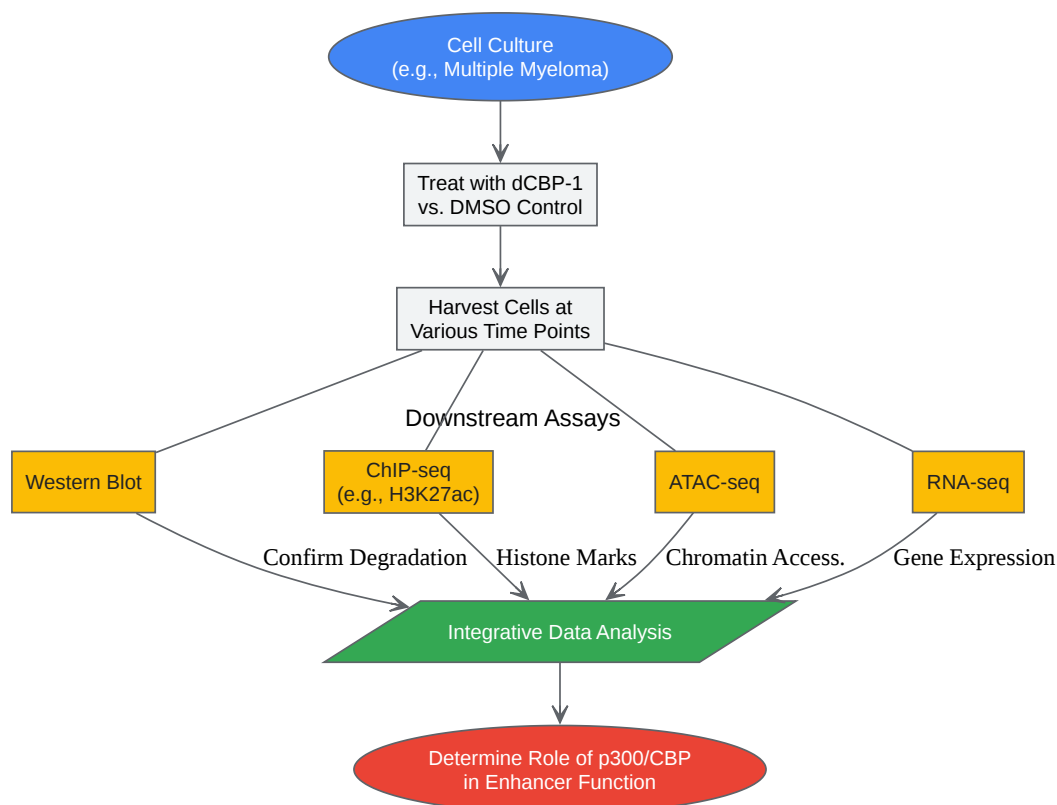 Cell Culture
(e.g., Multiple Myeloma)
Treat with dCBP-1
vs. DMSO Control
Harvest Cells at
Various Time Points
Downstream Assays
Western Blot
ChIP-seq
(e.g., H3K27ac)
ATAC-seq
RNA-seq
Confirm Degradation
Histone Marks
Chromatin Access.
Gene Expression
Integrative Data Analysis
Determine Role of p300/CBP
in Enhancer Function